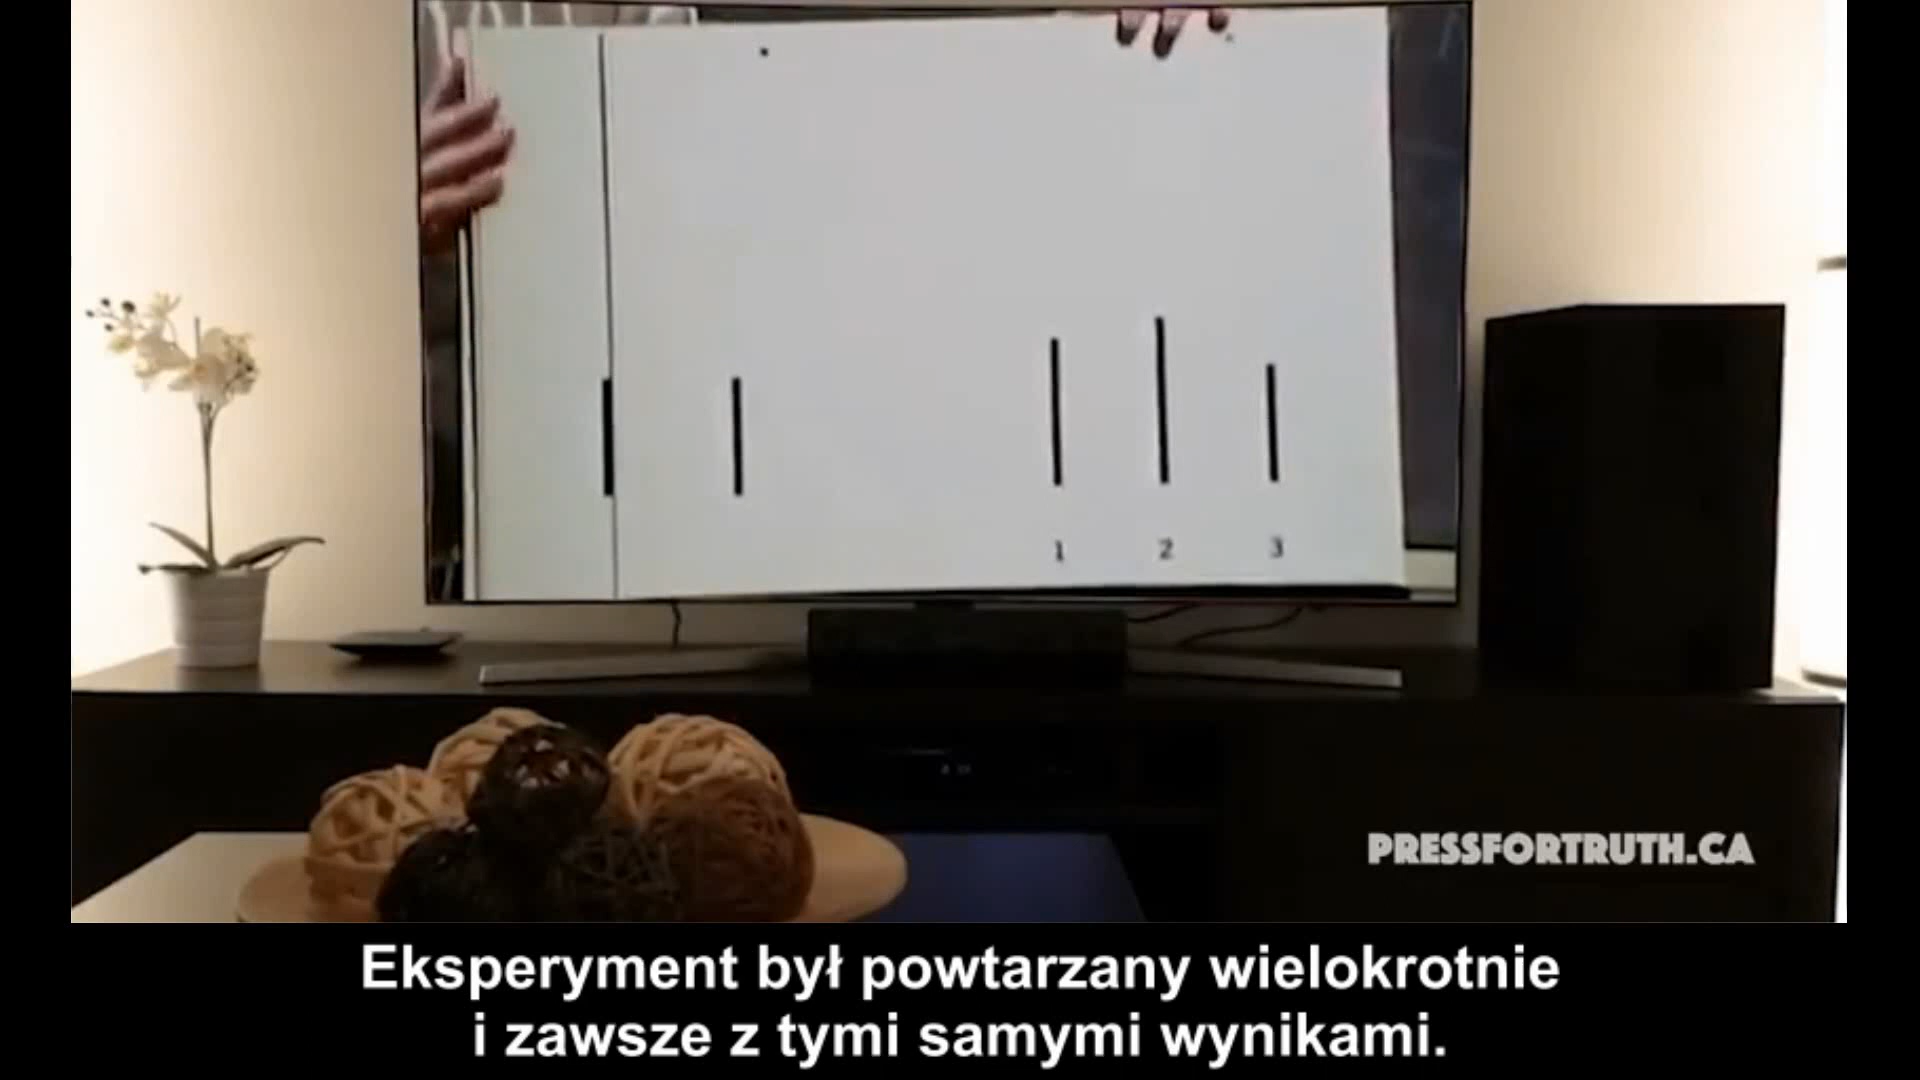 1 2 3
PRESSFORTRUTH.CA
Eksperyment był powtarzany wielokrotnie
i zawsze z tymi samymi wynikami.